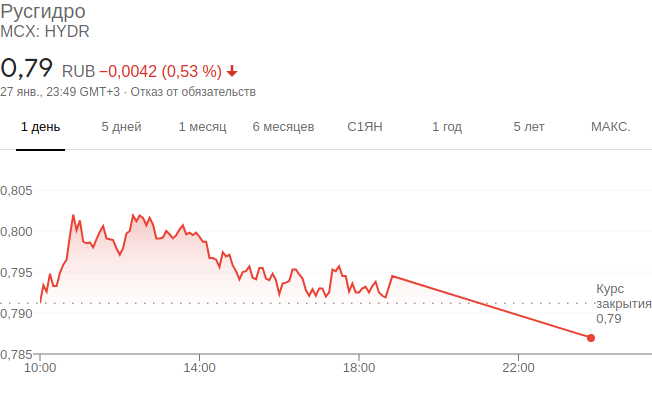 Русгидро
MCX: HYDR
0,79 RUB −0,0042 (0,53 %)
27 янв., 23:49 GMT+3 · Отказ от обязательств
1 день 5 дней 1 месяц 6 месяцев С1ЯН 1 год 5 лет МАКС.
0,805
0,800
0,795
0,790
0,785
Курс
закрытия
0,79
10:00 14:00 18:00 22:00